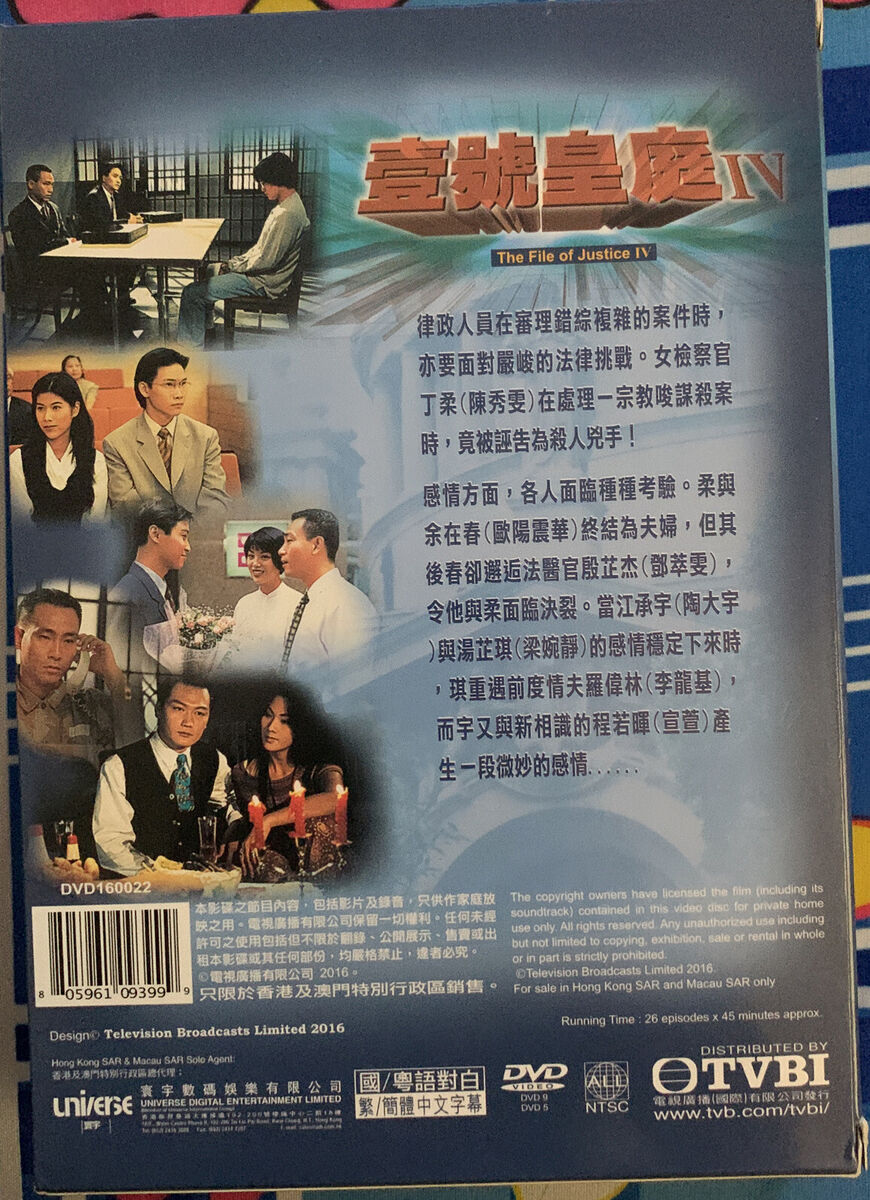 壹號皇庭IV
The File of Justice IV
律政人員在審理錯綜複雜的案件時，
亦要面對嚴峻的法律挑戰。女檢察官
丁柔(陳秀雯)在處理一宗教唆謀殺案
時，竟被誣告為殺人兇手！
感情方面，各人面臨種種考驗。柔與
余在春(歐陽震華)終結為夫婦，但其
後春卻邂逅法醫官殷芷杰(鄧萃雯)，
令他與柔面臨決裂。當江承宇(陶大宇
)與湯芷琪(梁婉靜)的感情穩定下來時
，琪重遇前度情夫羅偉林(李龍基)，
而宇又與新相識的程若暉(宣萱)產
生一段微妙的感情......
DVD160022
8 05961 09399 9
本影碟之節目內容，包括影片及錄音，只供作家庭放
映之用。電視廣播有限公司保留一切權利。任何未經
許可之使用包括但不限於翻錄、公開展示、售賣或出
租本影碟或其任何部份，均嚴格禁止，違者必究。
©電視廣播有限公司 2016。
只限於香港及澳門特別行政區銷售。
The copyright owners have licensed the film (including its
soundtrack) contained in this video disc for private home
use only. All rights reserved. Any unauthorized use including
but not limited to copying, exhibition, sale or rental in whole
or in part is strictly prohibited.
©Television Broadcasts Limited 2016.
For sale in Hong Kong SAR and Macau SAR only
Running Time : 26 episodes x 45 minutes approx.
Design© Television Broadcasts Limited 2016
Hong Kong SAR & Macau SAR Sole Agent:
香港及澳門特別行政區總代理：
UNIVERSE
寰宇
寰宇數碼娛樂有限公司
UNIVERSE DIGITAL ENTERTAINMENT LIMITED
國/粵語對白
繁/簡體中文字幕
DVD
VIDEO
DVD 9
DVD 5
ALL
NTSC
DISTRIBUTED BY
TVBI
電視廣播(國際)有限公司發行
www.tvb.com/tvbi/